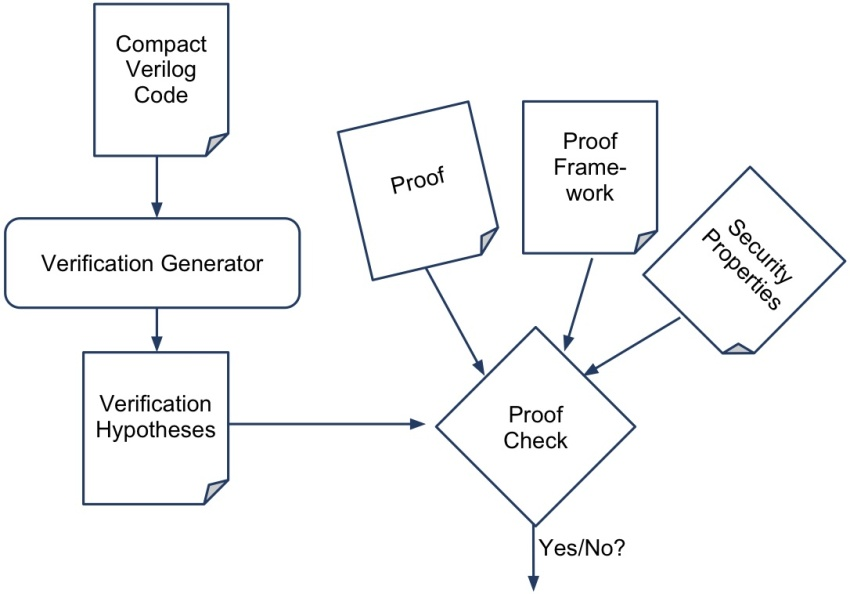 Compact
Verilog
Code
Verification Generator
Verification
Hypotheses
Proof
Proof
Frame-
work
Security
Properties
Proof
Check
Yes/No?